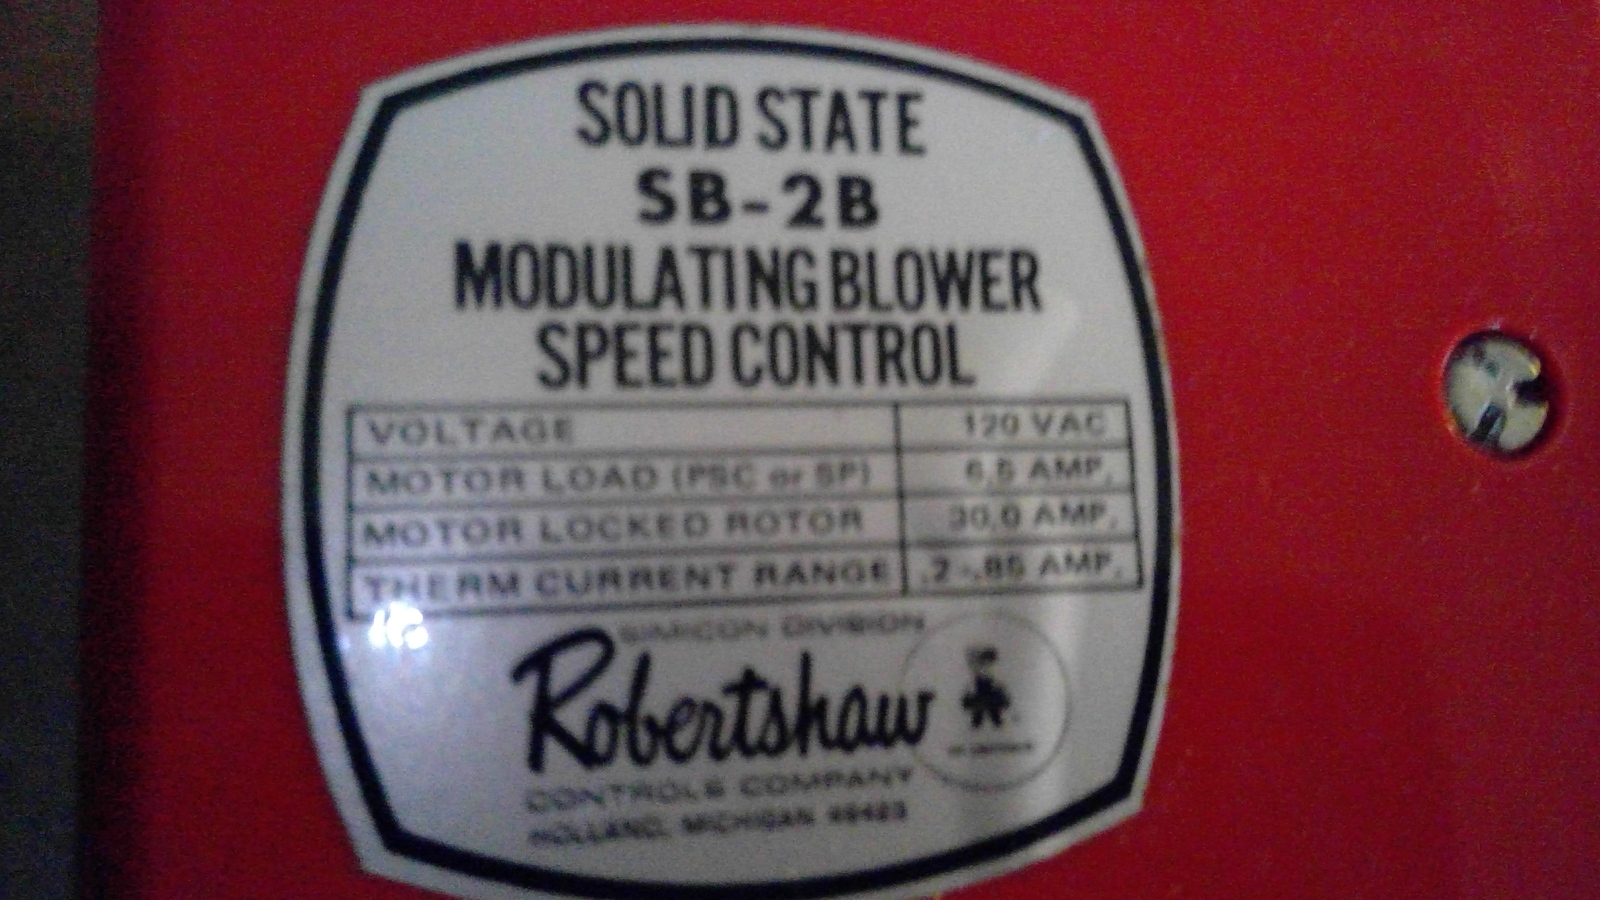 SOLID STATE
SB-2B
MODULATING BLOWER
SPEED CONTROL
VOLTAGE 120 VAC
MOTOR LOAD (PSC or SP) 6.5 AMP.
MOTOR LOCKED ROTOR 30.0 AMP.
THERM CURRENT RANGE .2-.85 AMP.
SIMICON DIVISION
Robertshaw
CONTROLS COMPANY
HOLLAND, MICHIGAN 49423